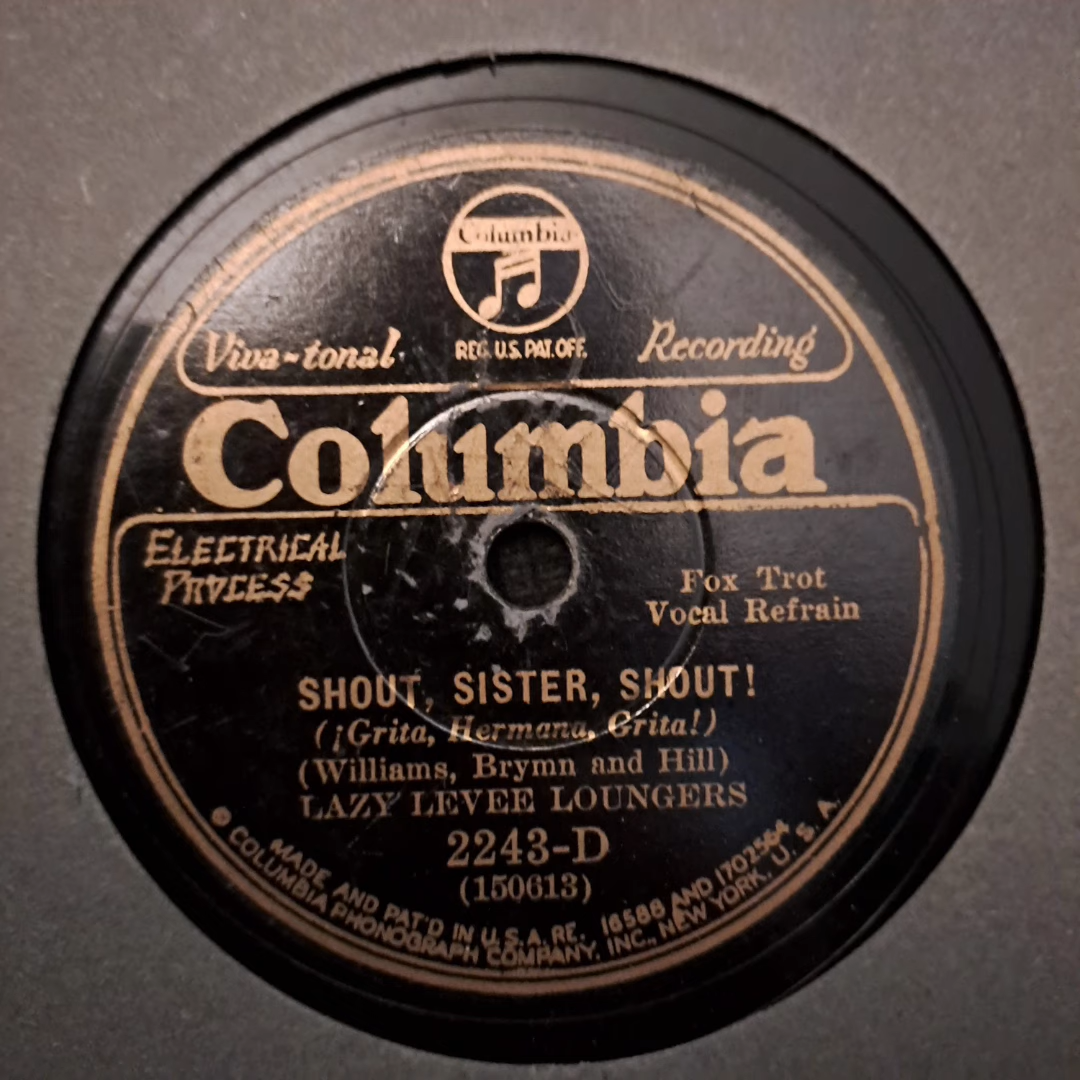 Columbia
REG. U.S. PAT. OFF.
Viva-tonal Recording
Columbia
ELECTRICAL
PROCESS
Fox Trot
Vocal Refrain
SHOUT, SISTER, SHOUT!
(¡Grita, Hermana, Grita!)
(Williams, Brymn and Hill)
LAZY LEVEE LOUNGERS
2243-D
(150613)
MADE AND PAT'D IN U.S.A. RE. 16588 AND 1702564
COLUMBIA PHONOGRAPH COMPANY, INC., NEW YORK, U. S. A.